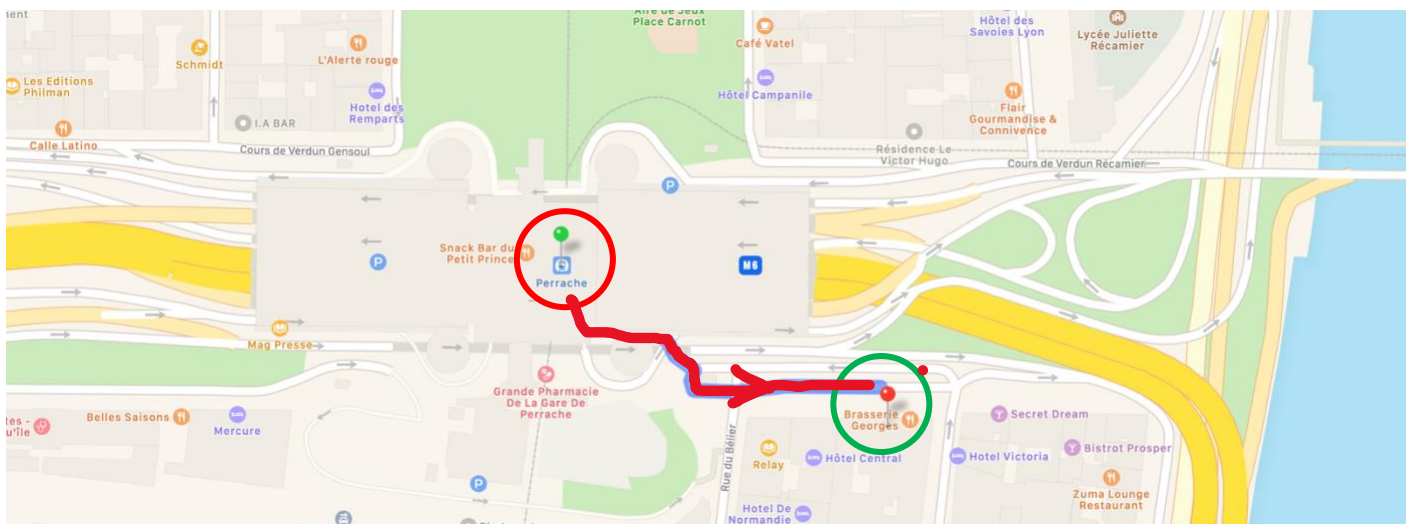 ment
Aire de Jeux
Place Carnot
Hôtel des
Savoies Lyon
Lycée Juliette
Récamier
Café Vatel
L'Alerte rouge
Schmidt
Les Editions
Philman
Hôtel Campanile
Hotel des
Remparts
Flair
Gourmandise &
Connivence
I.A BAR
Calle Latino
Cours de Verdun Gensoul
Résidence Le
Victor Hugo
Cours de Verdun Récamier
P
Snack Bar du
Petit Prince
P
M6
Perrache
Mag Presse
Grande Pharmacie
De La Gare De
Perrache
Belles Saisons
Mercure
tes -
u'île
Brasserie
Georges
Secret Dream
Rue du Bélier
Relay
Hôtel Central
Hotel Victoria
Bistrot Prosper
P
Zuma Lounge
Restaurant
Hotel De
Normandie